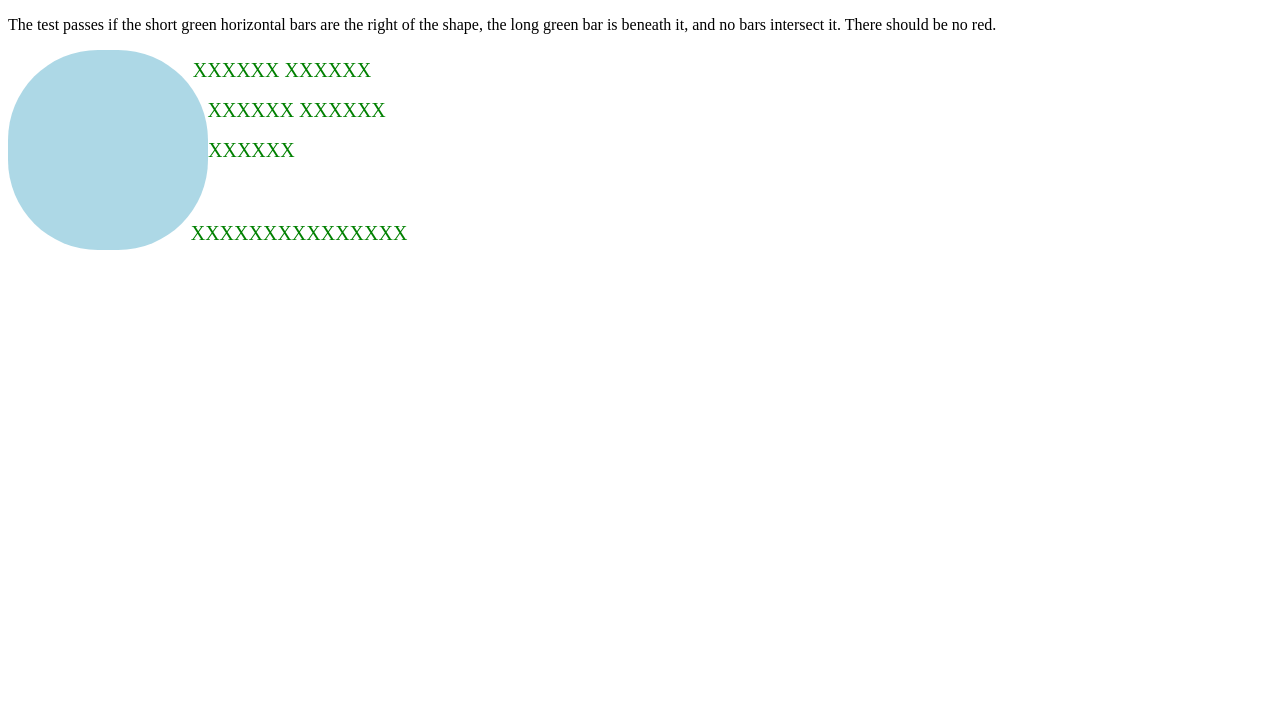 The test passes if the short green horizontal bars are the right of the shape, the long green bar is beneath it, and no bars intersect it. There should be no red.
XXXXXX XXXXXX
XXXXXX XXXXXX
XXXXXX
XXXXXXXXXXXXXXX